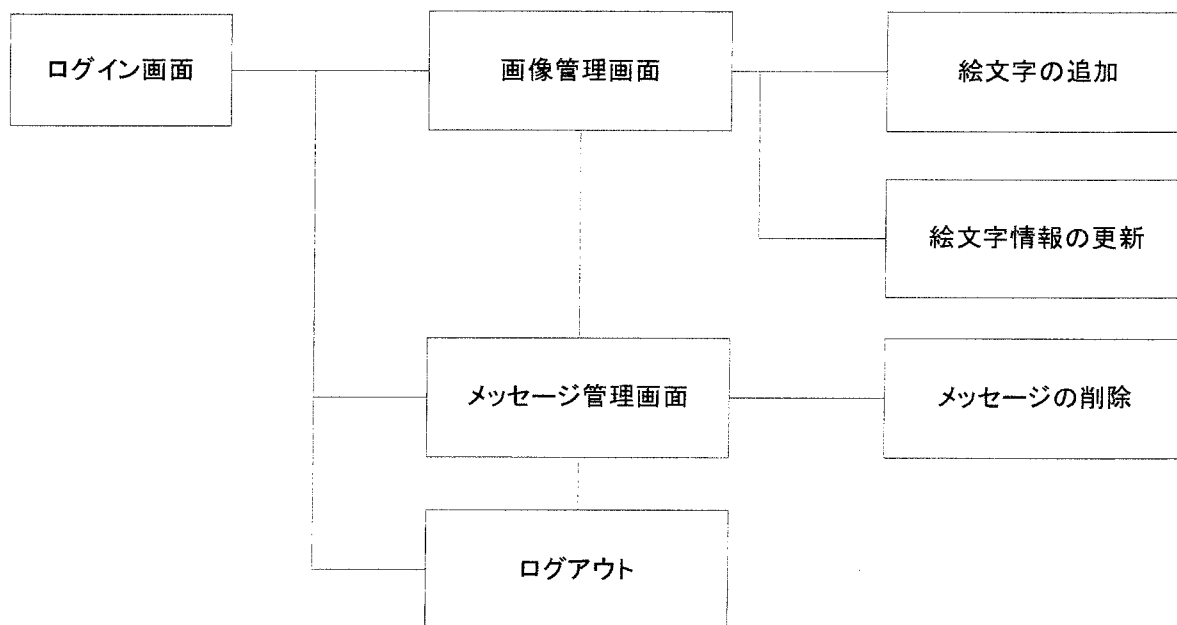 ログイン画面
画像管理画面
絵文字の追加
絵文字情報の更新
メッセージ管理画面
メッセージの削除
ログアウト